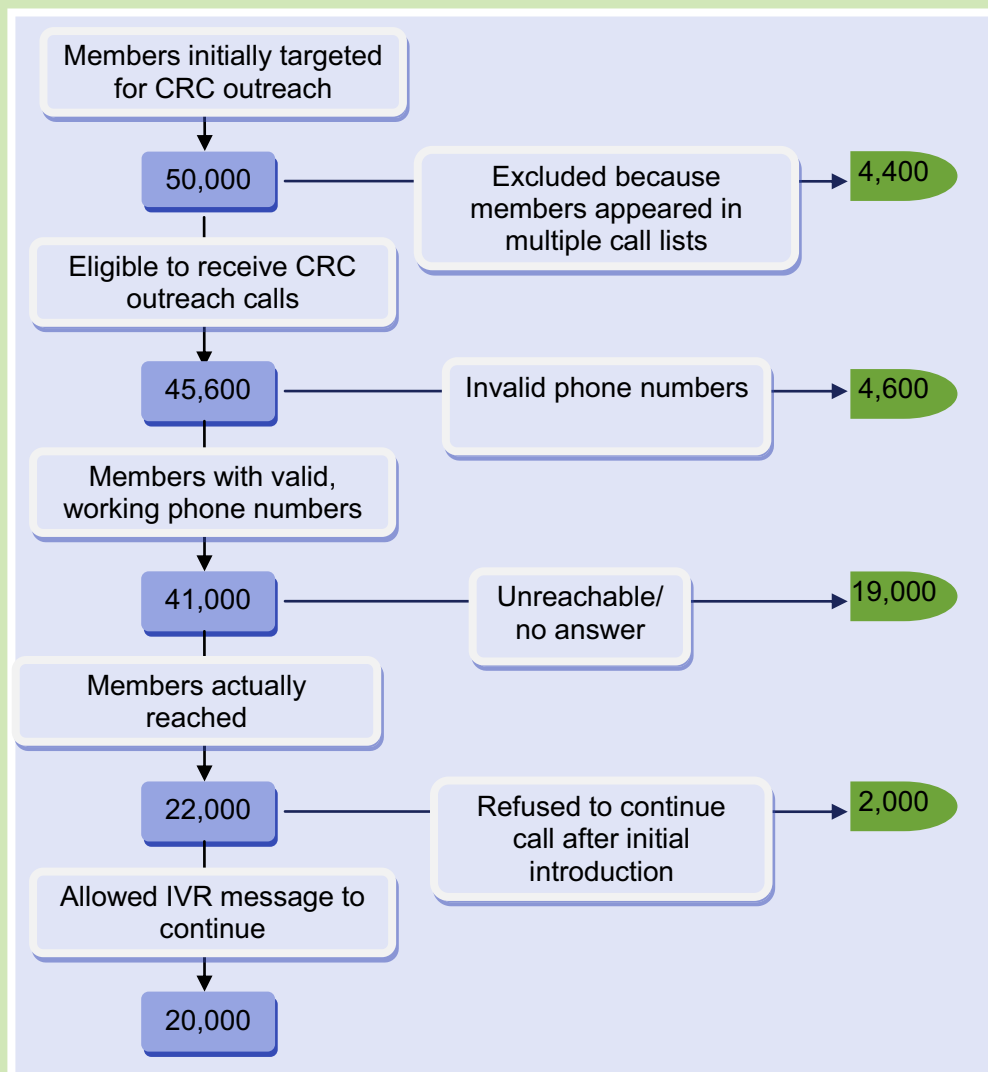 Members initially targeted
for CRC outreach
50,000
Excluded because
members appeared in
multiple call lists
4,400
Eligible to receive CRC
outreach calls
45,600
Invalid phone numbers
4,600
Members with valid,
working phone numbers
41,000
Unreachable/
no answer
19,000
Members actually
reached
22,000
Refused to continue
call after initial
introduction
2,000
Allowed IVR message to
continue
20,000